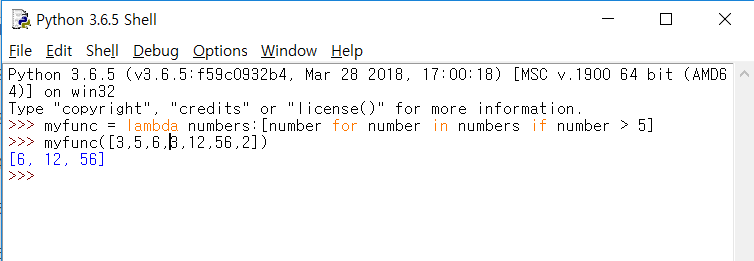 Python 3.6.5 Shell
File Edit Shell Debug Options Window Help
Python 3.6.5 (v3.6.5:f59c0932b4, Mar 28 2018, 17:00:18) [MSC v.1900 64 bit (AMD6
4)] on win32
Type "copyright", "credits" or "license()" for more information.
>>> myfunc = lambda numbers:[number for number in numbers if number > 5]
>>> myfunc([3,5,6,3,12,56,2])
[6, 12, 56]
>>>